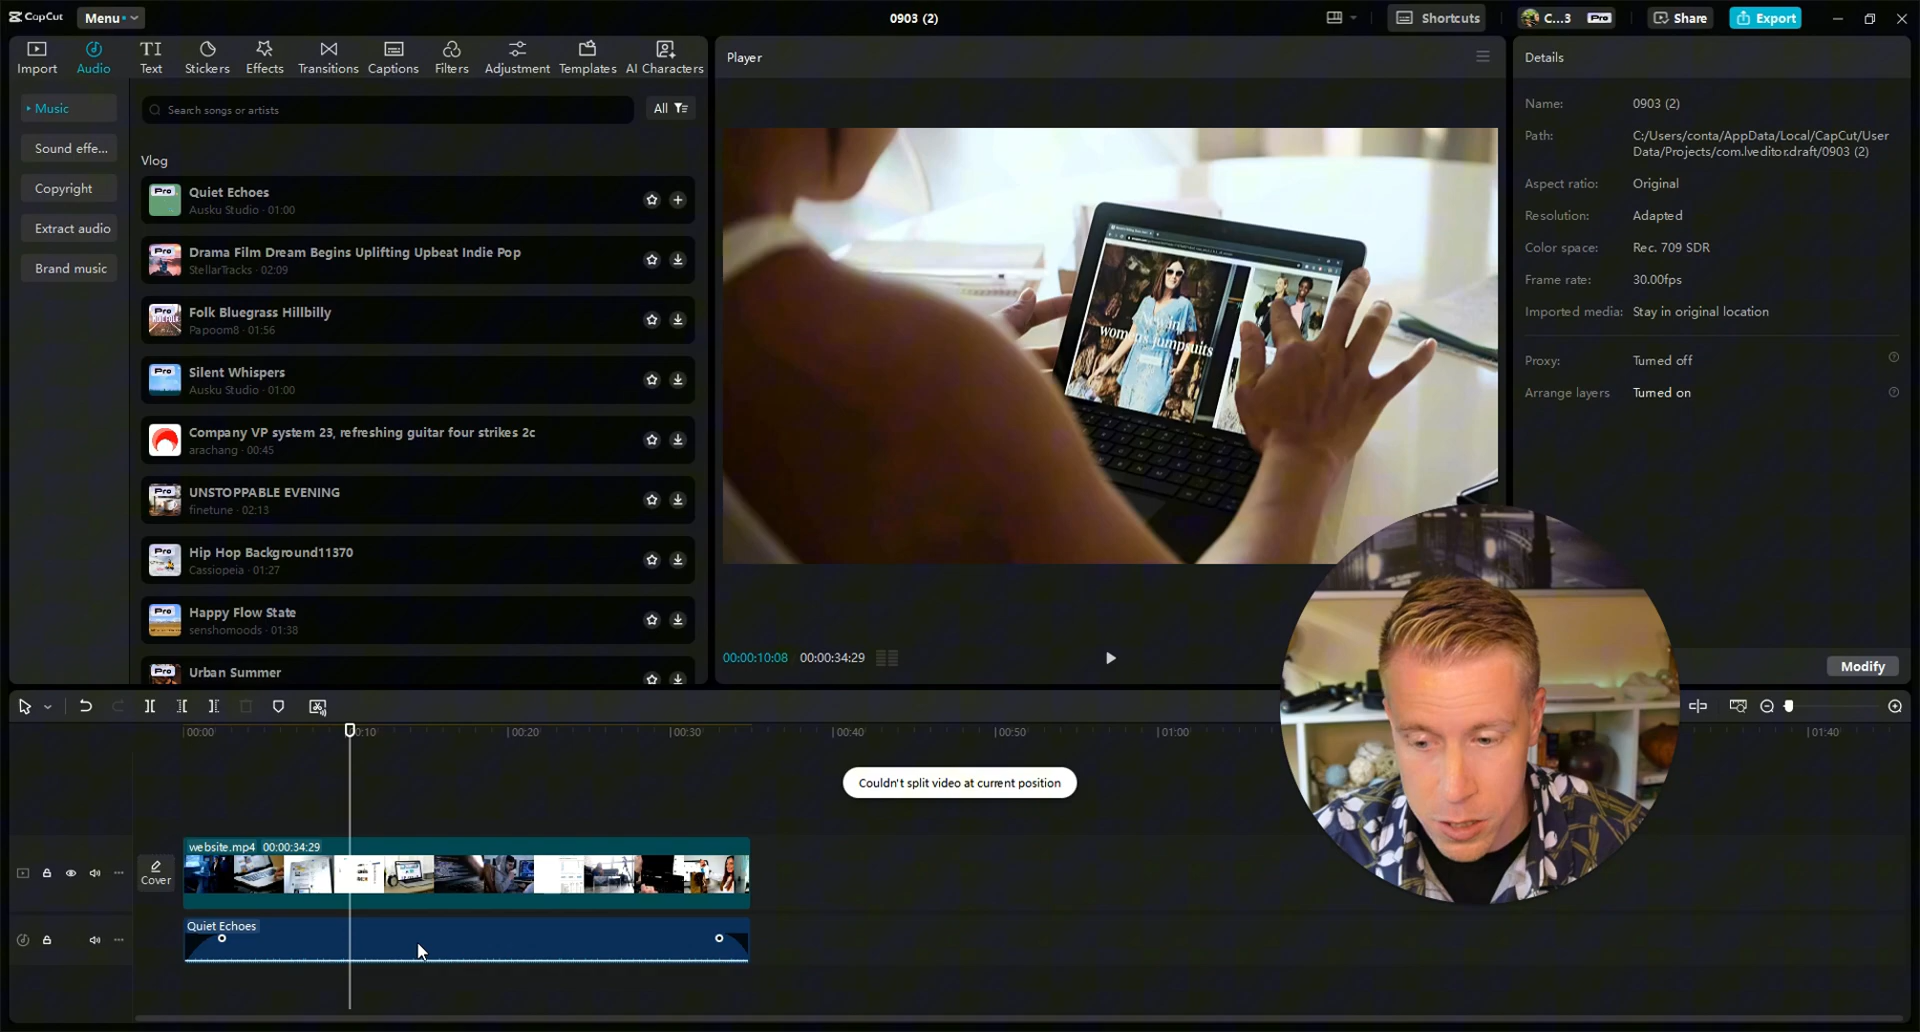 CapCut
Menu
0903 (2)
Shortcuts
C...3
Pro
Share
Export
Import
Audio
TI
Text
Stickers
Effects
Transitions
Captions
Filters
Adjustment
Templates
AI Characters
Music
Sound effe...
Copyright
Extract audio
Brand music
Search songs or artists
All
Vlog
Pro
Quiet Echoes
Ausku Studio · 01:00
Pro
Drama Film Dream Begins Uplifting Upbeat Indie Pop
StellarTracks · 02:09
Pro
Folk Bluegrass Hillbilly
Papoom8 · 01:56
Pro
Silent Whispers
Ausku Studio · 01:00
Company VP system 23, refreshing guitar four strikes 2c
arachang · 00:45
Pro
UNSTOPPABLE EVENING
finetune · 02:13
Pro
Hip Hop Background11370
Cassiopeia · 01:27
Pro
Happy Flow State
senshomoods · 01:38
Pro
Urban Summer
Player
New in
women's jumpsuits
00:00:10:08
00:00:34:29
Details
Name: 0903 (2)
Path: C:/Users/conta/AppData/Local/CapCut/User
Data/Projects/com.lveditor.draft/0903 (2)
Aspect ratio: Original
Resolution: Adapted
Color space: Rec. 709 SDR
Frame rate: 30.00fps
Imported media: Stay in original location
Proxy: Turned off
Arrange layers Turned on
Modify
00:00
0:10
00:20
00:30
00:40
00:50
01:00
01:40
Couldn't split video at current position
website.mp4 00:00:34:29
Cover
Quiet Echoes